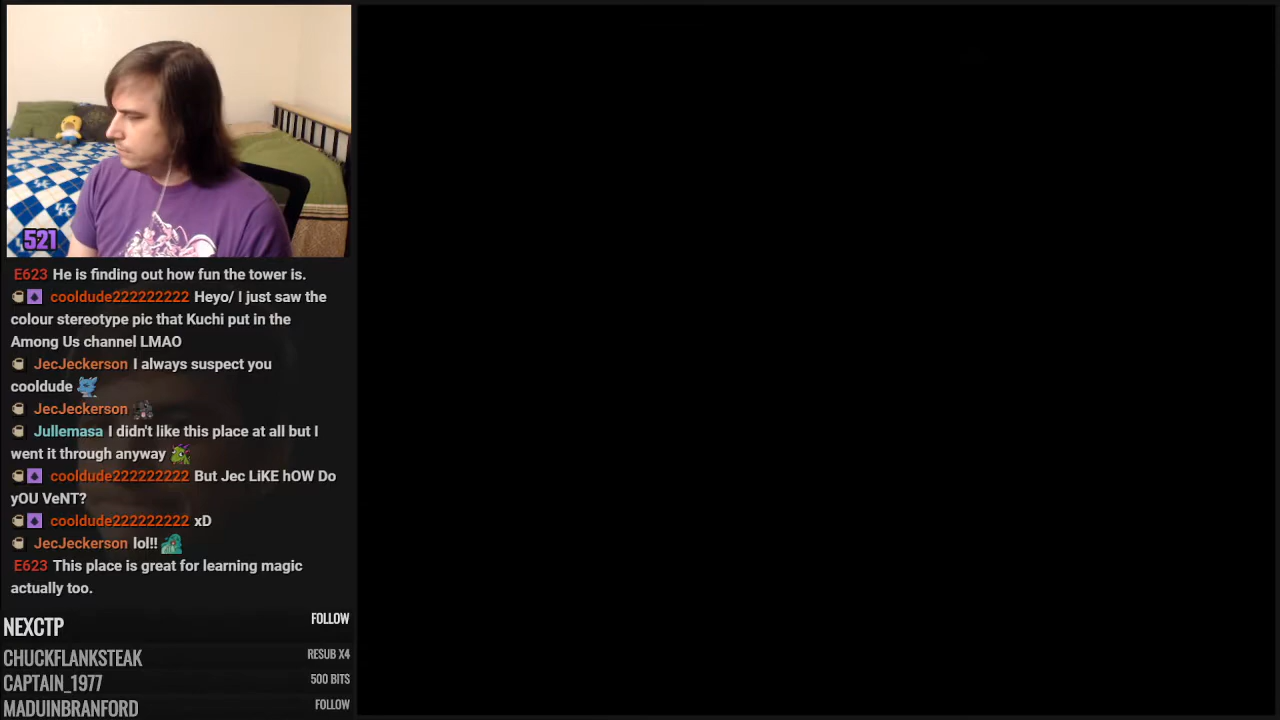 521
E623 He is finding out how fun the tower is.
cooldude222222222 Heyo/ I just saw the
colour stereotype pic that Kuchi put in the
Among Us channel LMAO
JecJeckerson I always suspect you
cooldude
JecJeckerson
Jullemasa I didn't like this place at all but I
went it through anyway
cooldude222222222 But Jec LiKE hOW Do
yOU VeNT?
cooldude222222222 xD
JecJeckerson lol!!
E623 This place is great for learning magic
actually too.
NEXCTP FOLLOW
CHUCKFLANKSTEAK RESUB X4
CAPTAIN_1977 500 BITS
MADUINBRANFORD FOLLOW